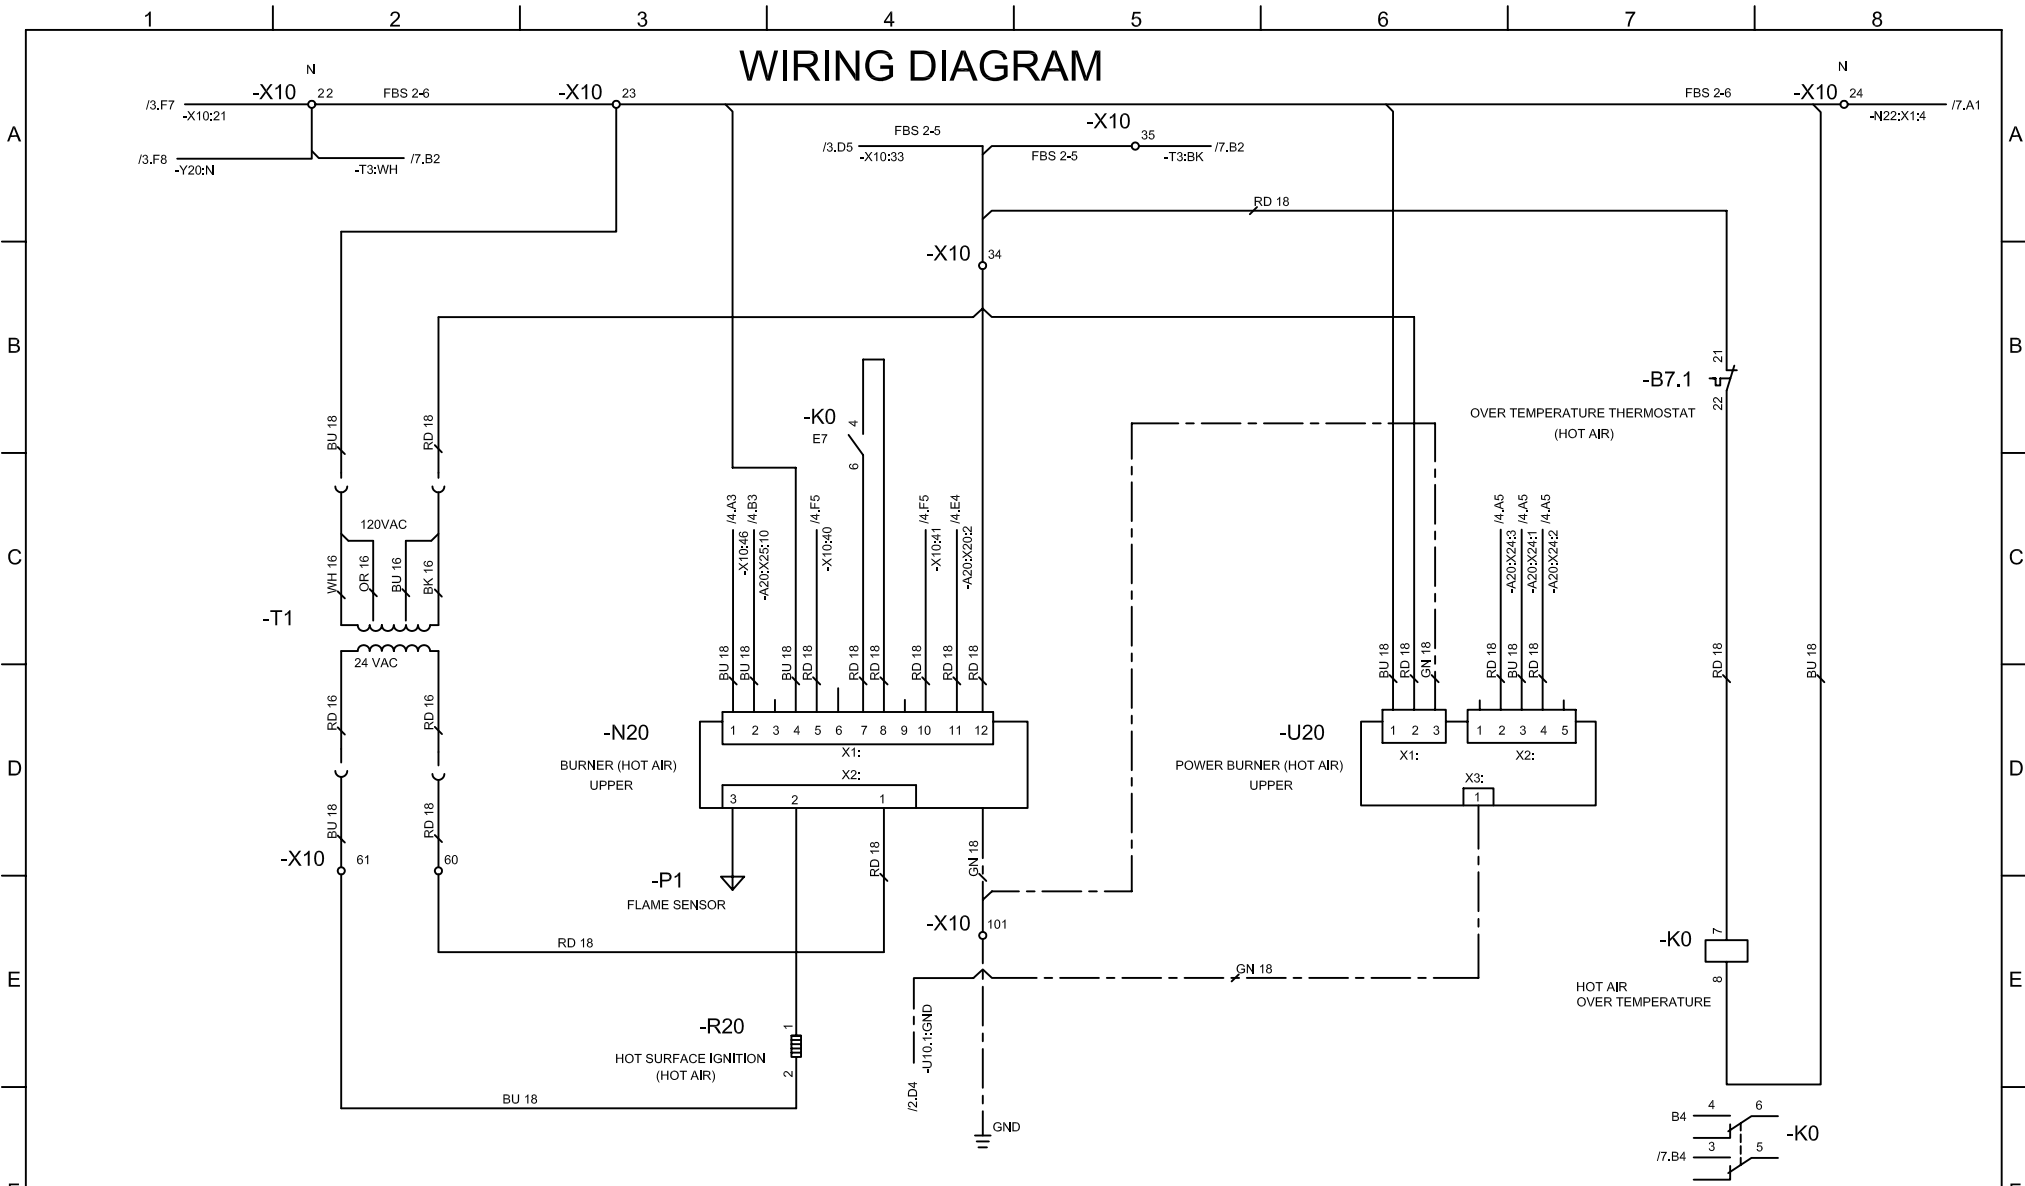 1 2 3 4 5 6 7 8
WIRING DIAGRAM
N
N
-X10 22
FBS 2-6
-X10 23
FBS 2-6
-X10 24
/3.F7
-X10:21
/7.A1
-N22:X1:4
A
A
/3.F8
-Y20:N
/7.B2
-T3:WH
FBS 2-5
/3.D5
-X10:33
-X10
35
FBS 2-5
-T3:BK
/7.B2
RD 18
-X10 34
B
B
21
-B7.1
22
OVER TEMPERATURE THERMOSTAT
(HOT AIR)
-K0
E7
4
6
BU 18
RD 18
120VAC
C
C
WH 16
OR 16
BU 16
BK 16
-T1
24 VAC
/4.A3
-X10:46
/4.B3
-A20:X25:10
/4.F5
-X10:40
/4.F5
-X10:41
/4.E4
-A20:X20:2
/4.A5
-A20:X24:3
/4.A5
-A20:X24:1
/4.A5
-A20:X24:2
BU 18
BU 18
BU 18
RD 18
RD 18
RD 18
RD 18
RD 18
RD 18
BU 18
RD 18
GN 18
RD 18
BU 18
RD 18
RD 18
BU 18
RD 16
RD 16
-N20
BURNER (HOT AIR)
UPPER
1 2 3 4 5 6 7 8 9 10 11 12
X1:
X2:
3 2 1
-U20
POWER BURNER (HOT AIR)
UPPER
1 2 3
X1:
1 2 3 4 5
X2:
X3:
1
D
D
BU 18
RD 18
-X10 61
60
RD 18
GN 18
-P1
FLAME SENSOR
-X10 101
RD 18
GN 18
-K0
7
8
HOT AIR
OVER TEMPERATURE
E
E
-R20
1
2
HOT SURFACE IGNITION
(HOT AIR)
-U10.1:GND
/2.D4
BU 18
GND
B4 4 6
-K0
/7.B4 3 5
F
F